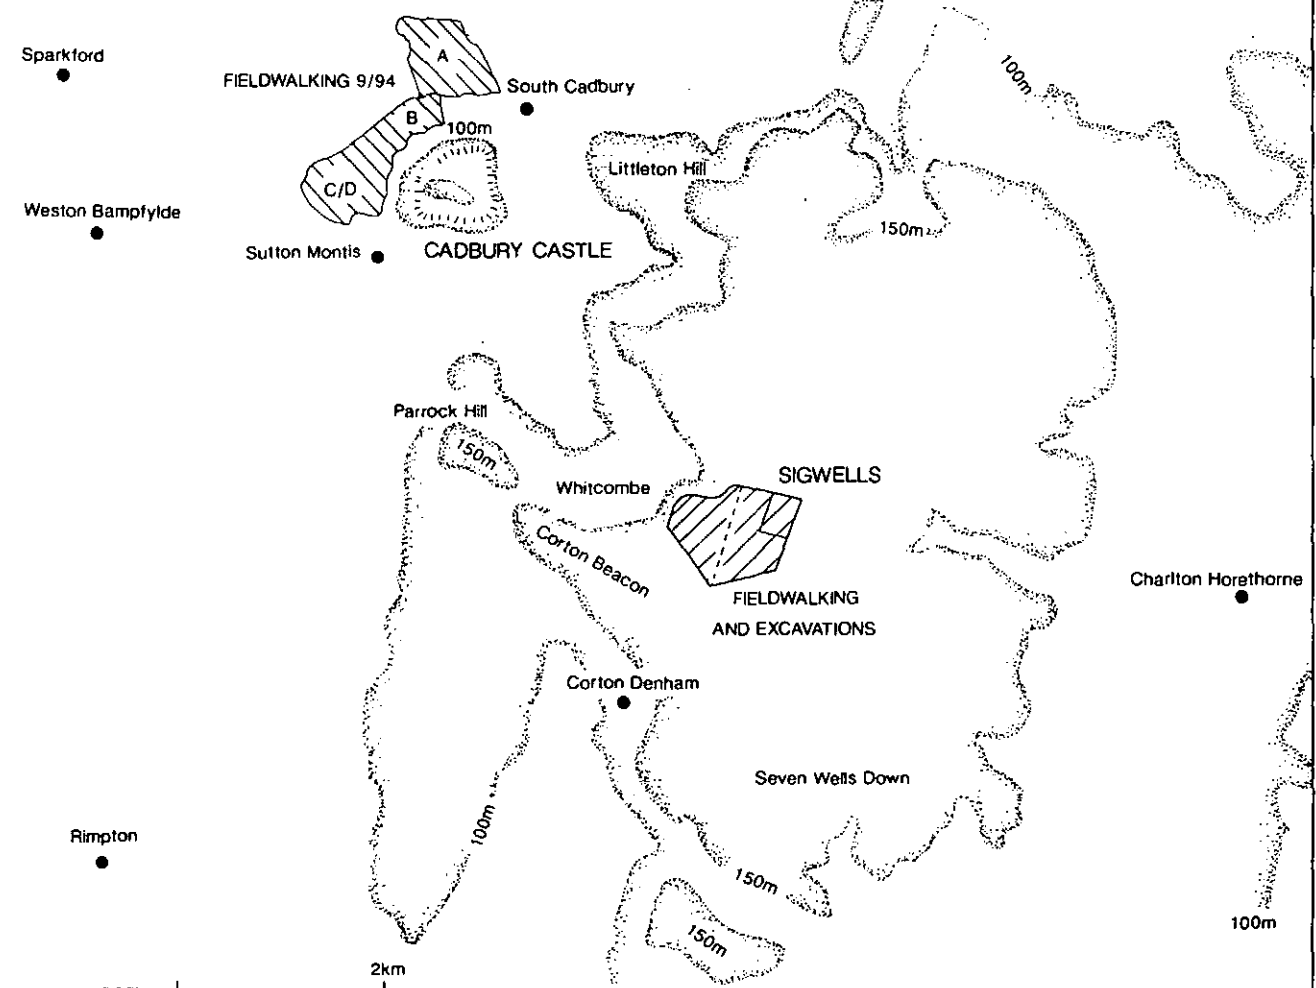 Sparkford
A
FIELDWALKING 9/94
South Cadbury
B
100m
100m
Littleton Hill
C/D
Weston Bampfylde
150m
Sutton Montis
CADBURY CASTLE
Parrock Hill
150m
SIGWELLS
Whitcombe
Corton Beacon
Charlton Horethorne
FIELDWALKING
AND EXCAVATIONS
Corton Denham
Seven Wells Down
100m
Rimpton
150m
100m
150m
2km